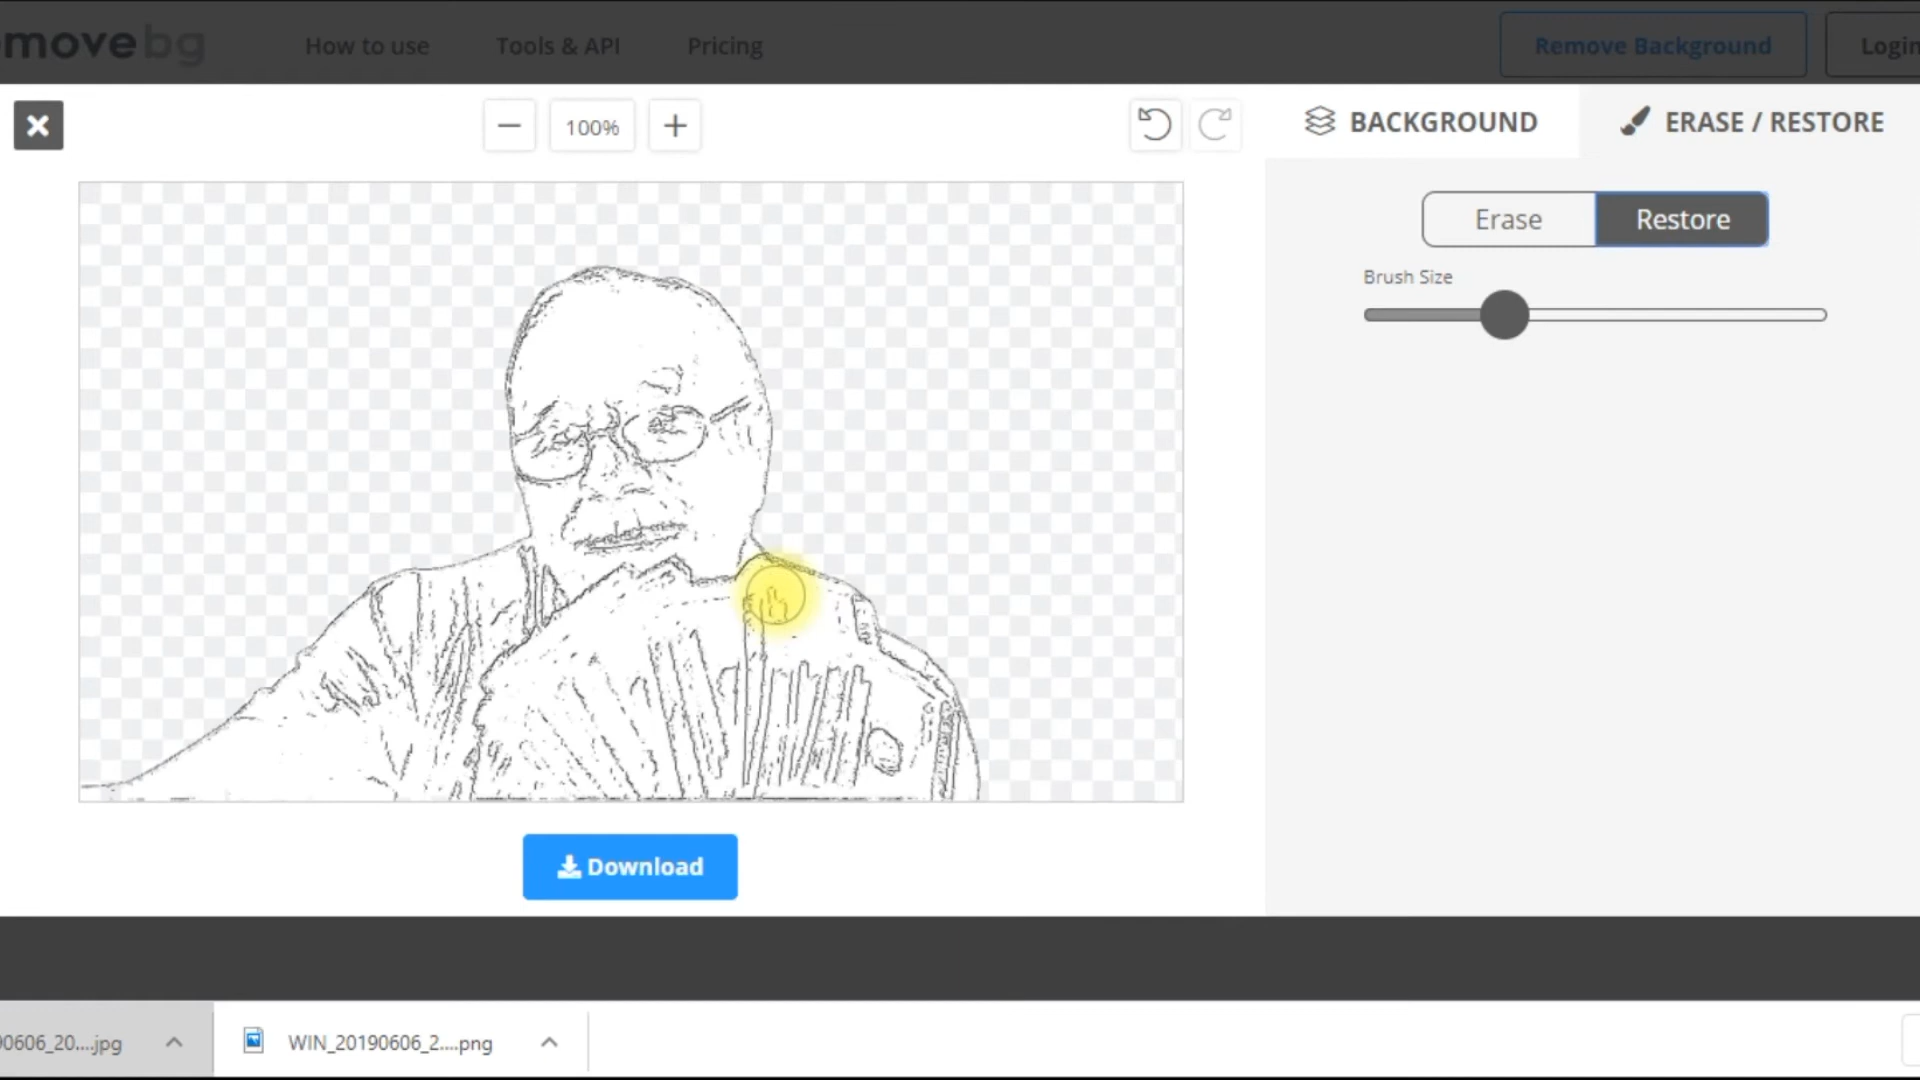 move bg
How to use
Tools & API
Pricing
Remove Background
Login
100%
BACKGROUND
ERASE / RESTORE
Erase
Restore
Brush Size
Download
0606_20....jpg
WIN_20190606_2....png